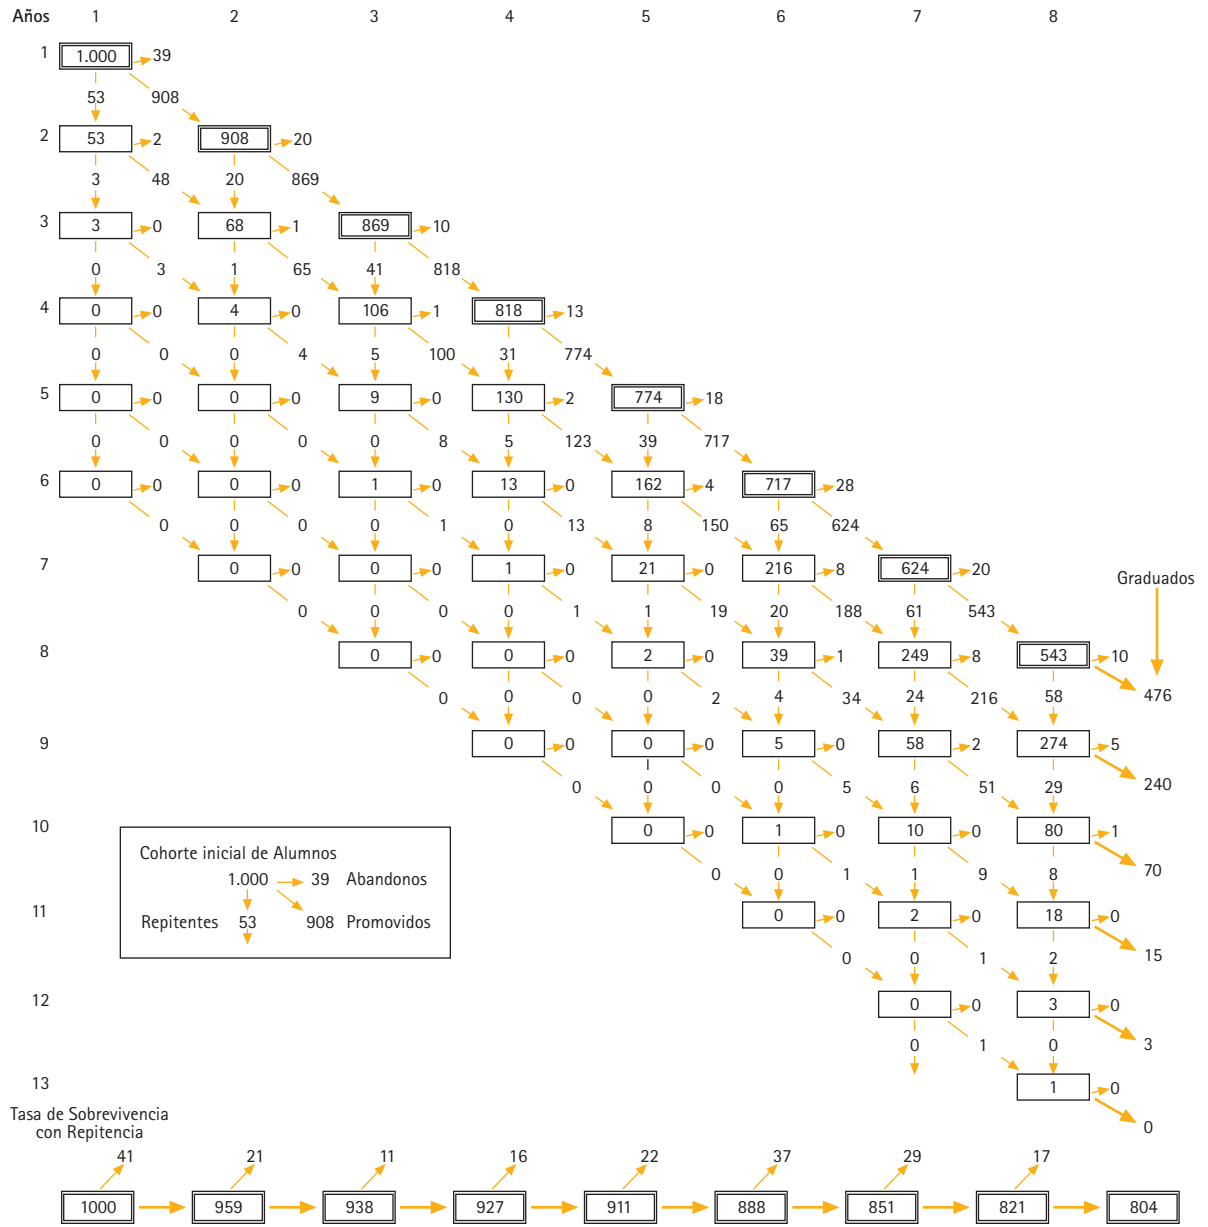 Años 1 2 3 4 5 6 7 8
1 1.000 39
53 908
2 53 2 908 20
3 48 20 869
3 3 0 68 1 869 10
0 3 1 65 41 818
4 0 0 4 0 106 1 818 13
0 0 0 4 5 100 31 774
5 0 0 0 0 9 0 130 2 774 18
0 0 0 0 0 8 5 123 39 717
6 0 0 0 0 1 0 13 0 162 4 717 28
0 0 0 0 1 0 13 8 150 65 624
7 0 0 0 0 1 0 21 0 216 8 624 20
Graduados
0 0 0 0 1 1 19 20 188 61 543
8 0 0 0 0 2 0 39 1 249 8 543 10
0 0 0 0 2 4 34 24 216 58 476
9 0 0 0 0 5 0 58 2 274 5
0 0 0 0 5 6 51 29 240
10 0 0 1 0 10 0 80 1
0 0 1 1 9 8 70
11 0 0 2 0 18 0
0 0 1 2 15
12 0 0 3 0
0 1 0 3
13 1 0
0
Cohorte inicial de Alumnos
1.000 39 Abandonos
Repitentes 53 908 Promovidos
Tasa de Sobrevivencia
con Repitencia
41 21 11 16 22 37 29 17
1000 959 938 927 911 888 851 821 804